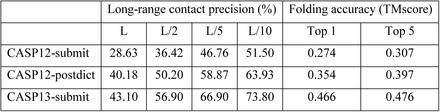 Long-range contact precision (%) Folding accuracy (TMscore)
L L/2 L/5 L/10 Top 1 Top 5
CASP12-submit 28.63 36.42 46.76 51.50 0.274 0.307
CASP12-postdict 40.18 50.20 58.87 63.93 0.354 0.397
CASP13-submit 43.10 56.90 66.90 73.80 0.466 0.476